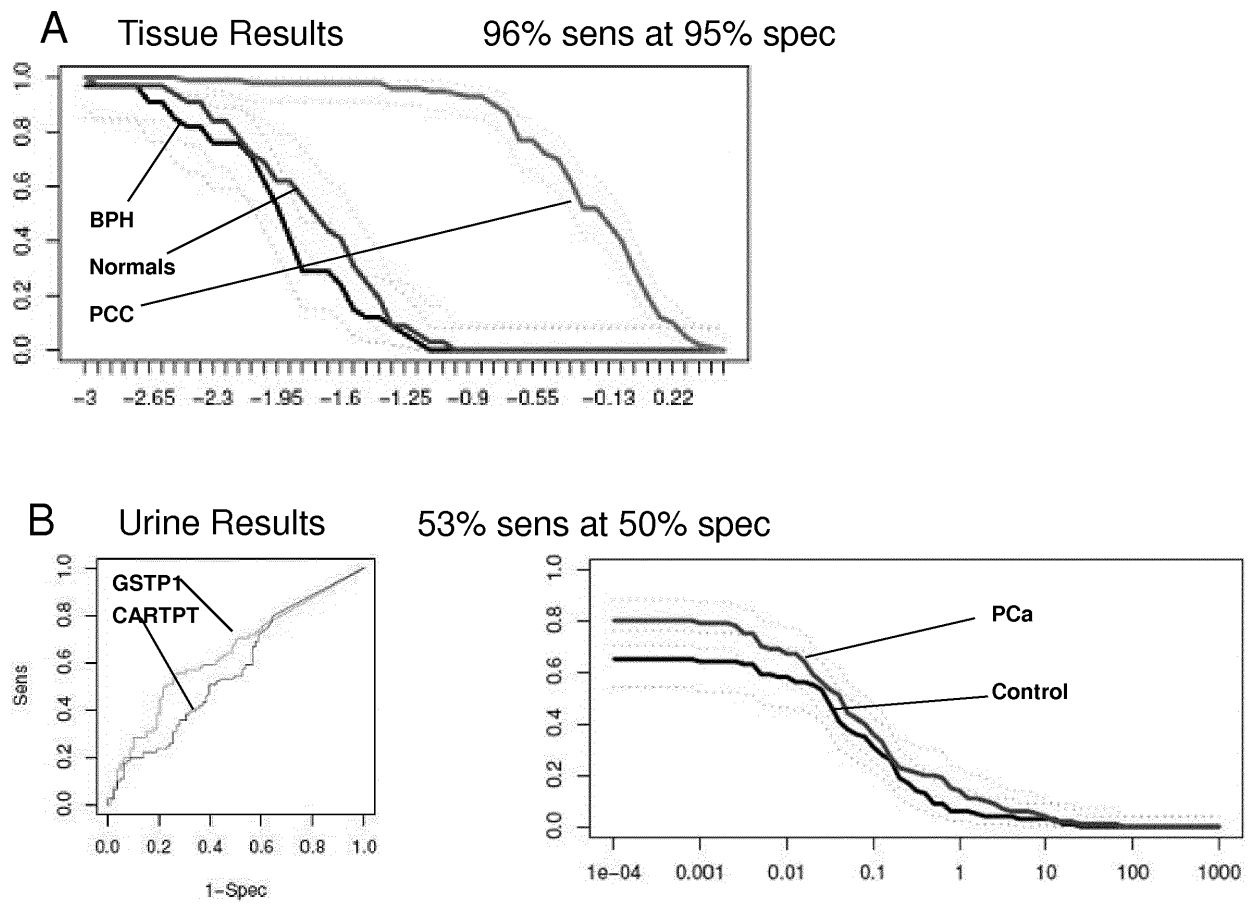 A Tissue Results 96% sens at 95% spec
1.0
0.8
0.6
0.4
0.2
0.0
BPH
Normals
PCC
-3 -2.65 -2.3 -1.95 -1.6 -1.25 -0.9 -0.55 -0.13 0.22
B Urine Results 53% sens at 50% spec
Sens
1.0
0.8
0.6
0.4
0.2
0.0
GSTP1
CARTPT
0.0 0.2 0.4 0.6 0.8 1.0
1-Spec
1.0
0.8
0.6
0.4
0.2
0.0
PCa
Control
1e-04 0.001 0.01 0.1 1 10 100 1000